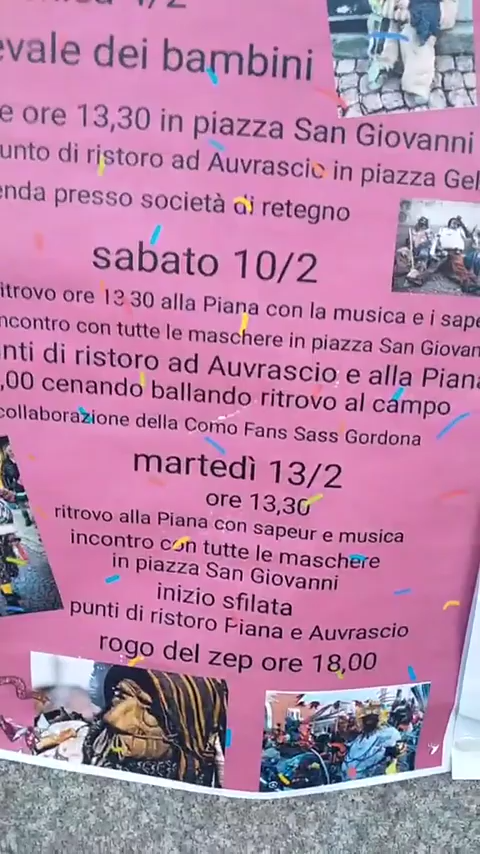 4/2
evale dei bambini
e ore 13,30 in piazza San Giovanni
unto di ristoro ad Auvrascio in piazza Gel
enda presso società di retegno
sabato 10/2
itrovo ore 13 30 alla Piana con la musica e i sape
ncontro con tutte le maschere in piazza San Giovan
nti di ristoro ad Auvrascio e alla Piana
,00 cenando ballando ritrovo al campo
collaborazione della Como Fans Sass Gordona
martedì 13/2
ore 13,30
ritrovo alla Piana con sapeur e musica
incontro con tutte le maschere
in piazza San Giovanni
inizio sfilata
punti di ristoro Piana e Auvrascio
rogo del zep ore 18,00